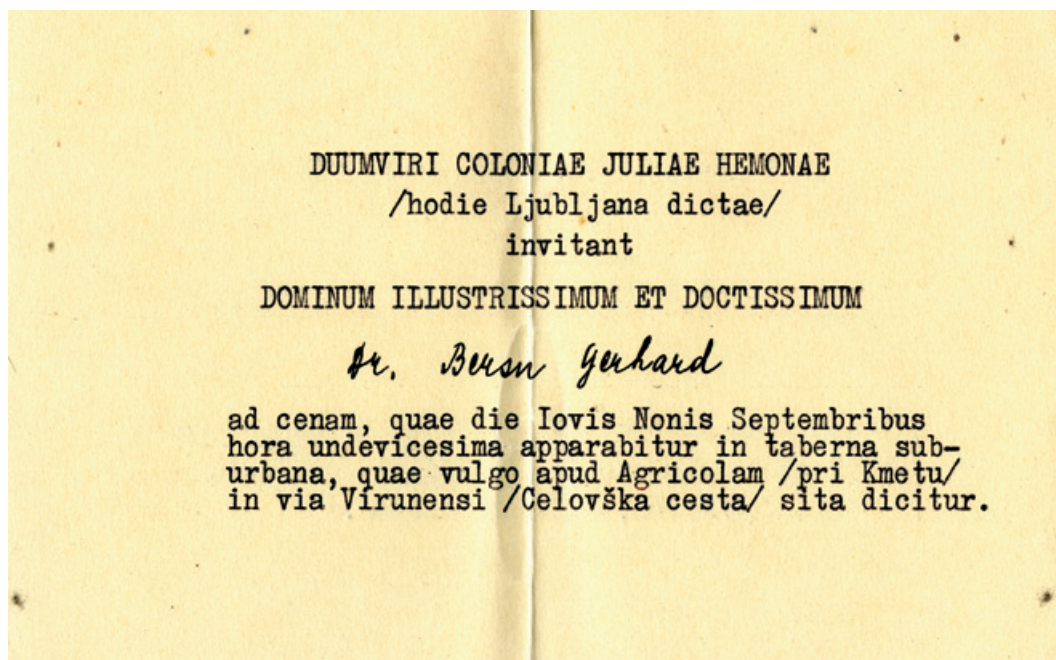 DUUMVIRI COLONIAE JULIAE HEMONAE
/hodie Ljubljana dictae/
invitant
DOMINUM ILLUSTRISSIMUM ET DOCTISSIMUM
Dr. Bersu Gerhard
ad cenam, quae die Iovis Nonis Septembribus
hora undevicesima apparabitur in taberna sub-
urbana, quae vulgo apud Agricolam /pri Kmetu/
in via Virunensi /Celovška cesta/ sita dicitur.